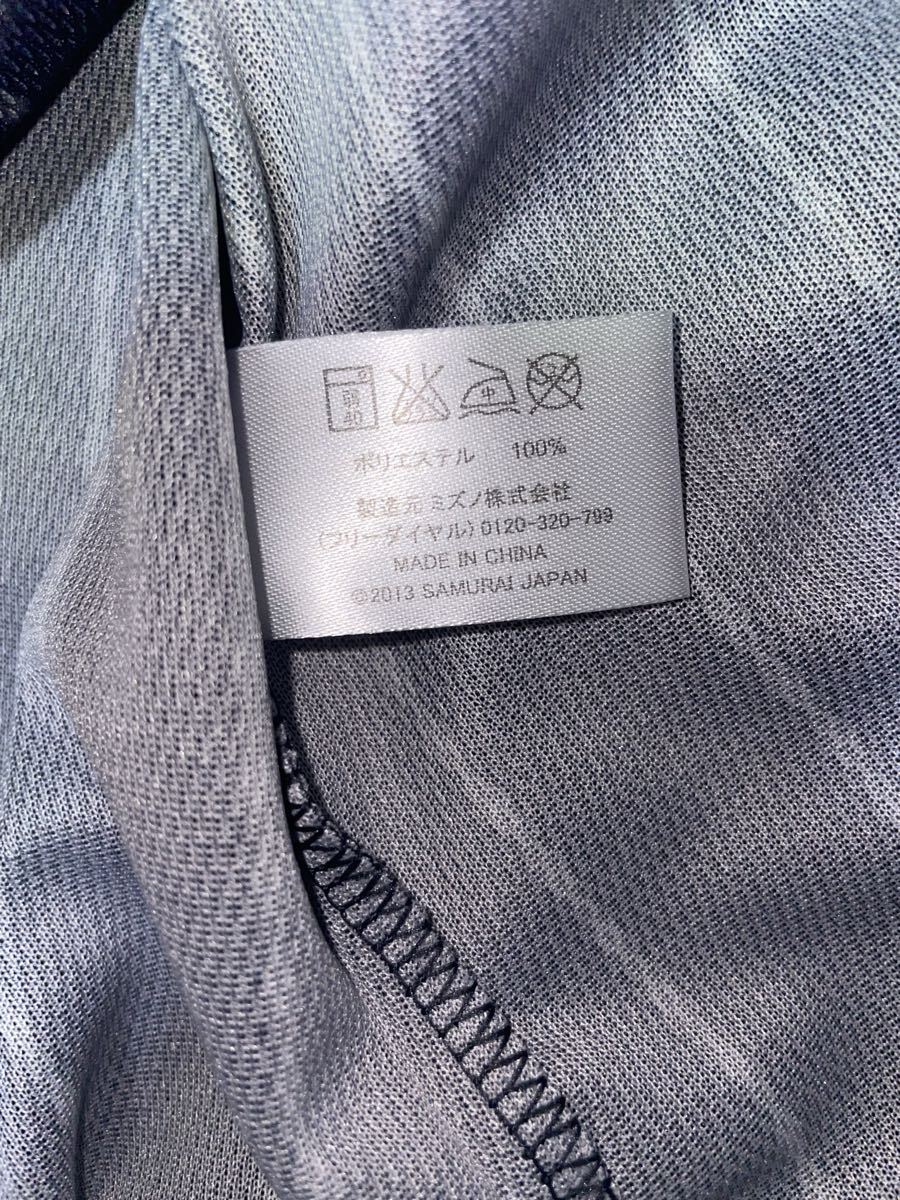 40
ポリエステル 100%
製造元 ミズノ株式会社
(フリーダイヤル) 0120-320-799
MADE IN CHINA
©2013 SAMURAI JAPAN